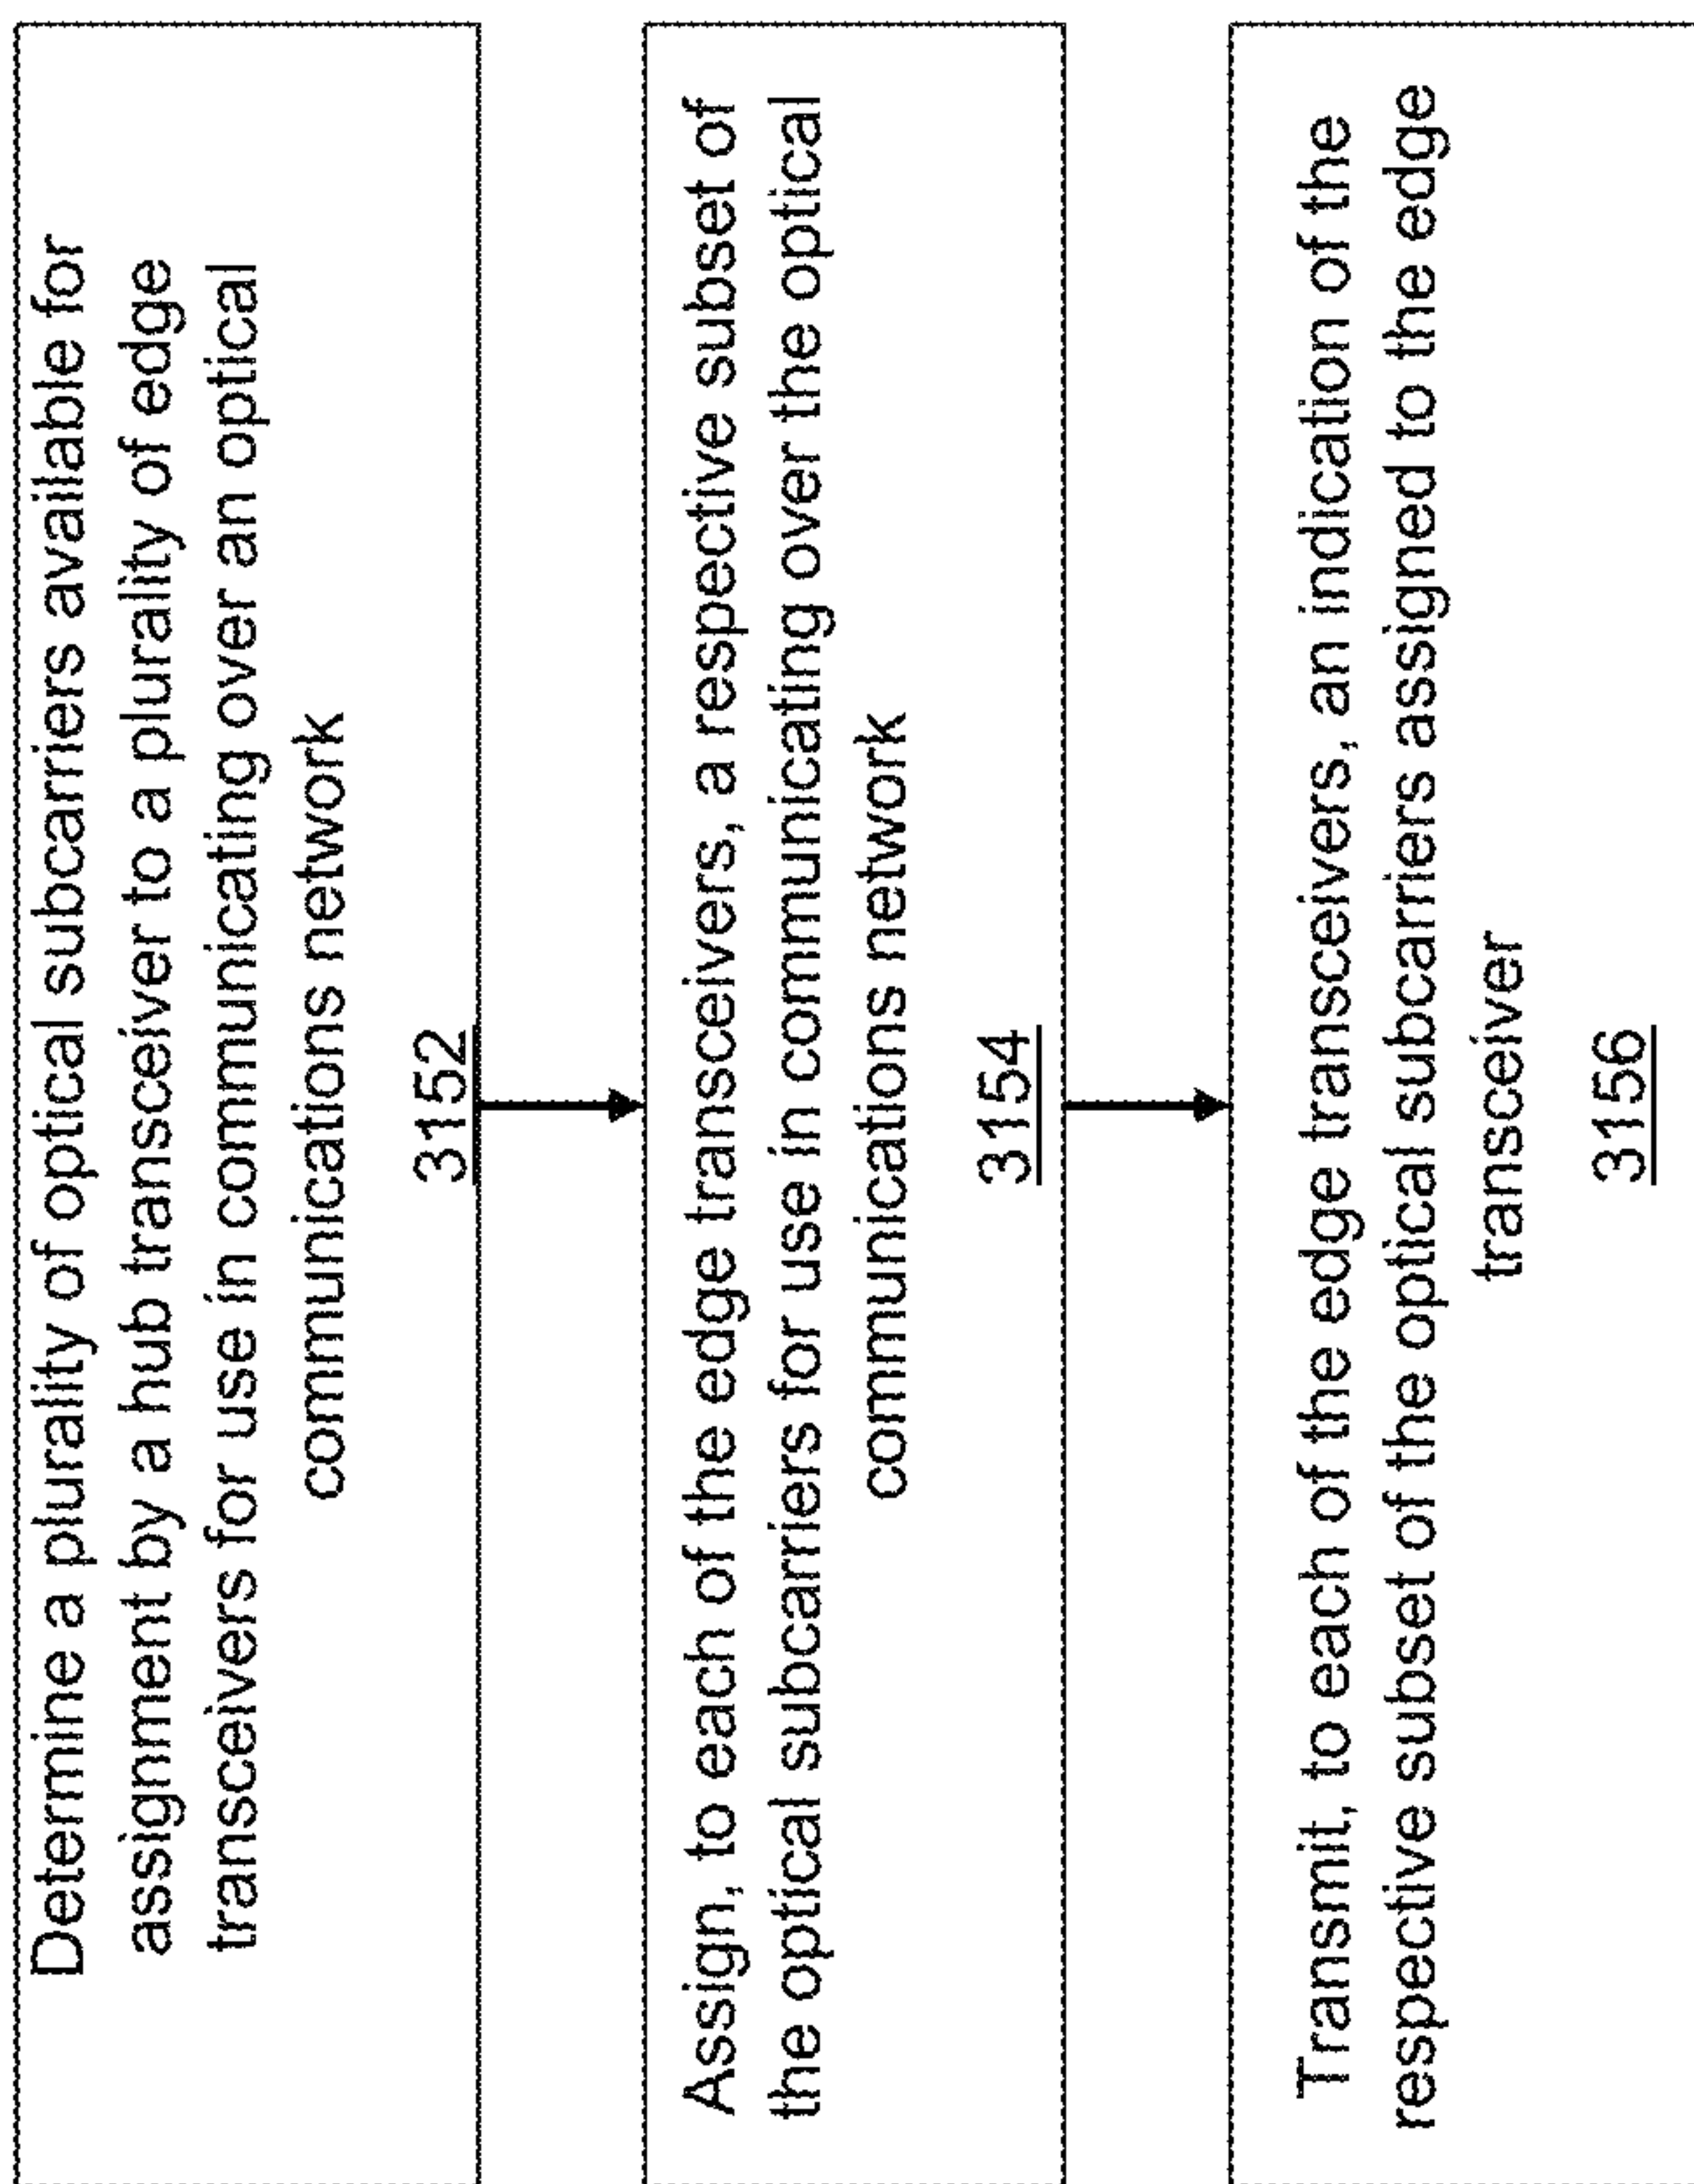 Determine a plurality of optical subcarriers available for
assignment by a hub transceiver to a plurality of edge
transceivers for use in communicating over an optical
communications network
3152
Assign, to each of the edge transceivers, a respective subset of
the optical subcarriers for use in communicating over the optical
communications network
3154
Transmit, to each of the edge transceivers, an indication of the
respective subset of the optical subcarriers assigned to the edge
transceiver
3156